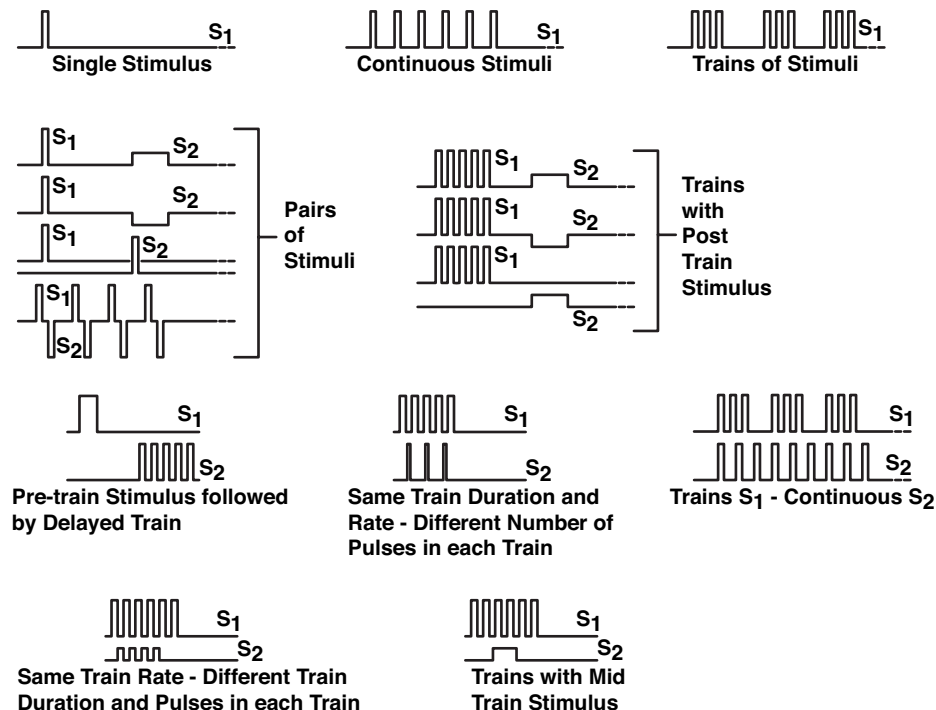 S1
Single Stimulus
S1
Continuous Stimuli
S1
Trains of Stimuli
S1
S2
S1
S2
S1
S2
S1
S2
Pairs
of
Stimuli
S1
S2
S1
S2
S1
S2
Trains
with
Post
Train
Stimulus
S1
S2
Pre-train Stimulus followed
by Delayed Train
S1
S2
Same Train Duration and
Rate - Different Number of
Pulses in each Train
S1
S2
Trains S1 - Continuous S2
S1
S2
Same Train Rate - Different Train
Duration and Pulses in each Train
S1
S2
Trains with Mid
Train Stimulus